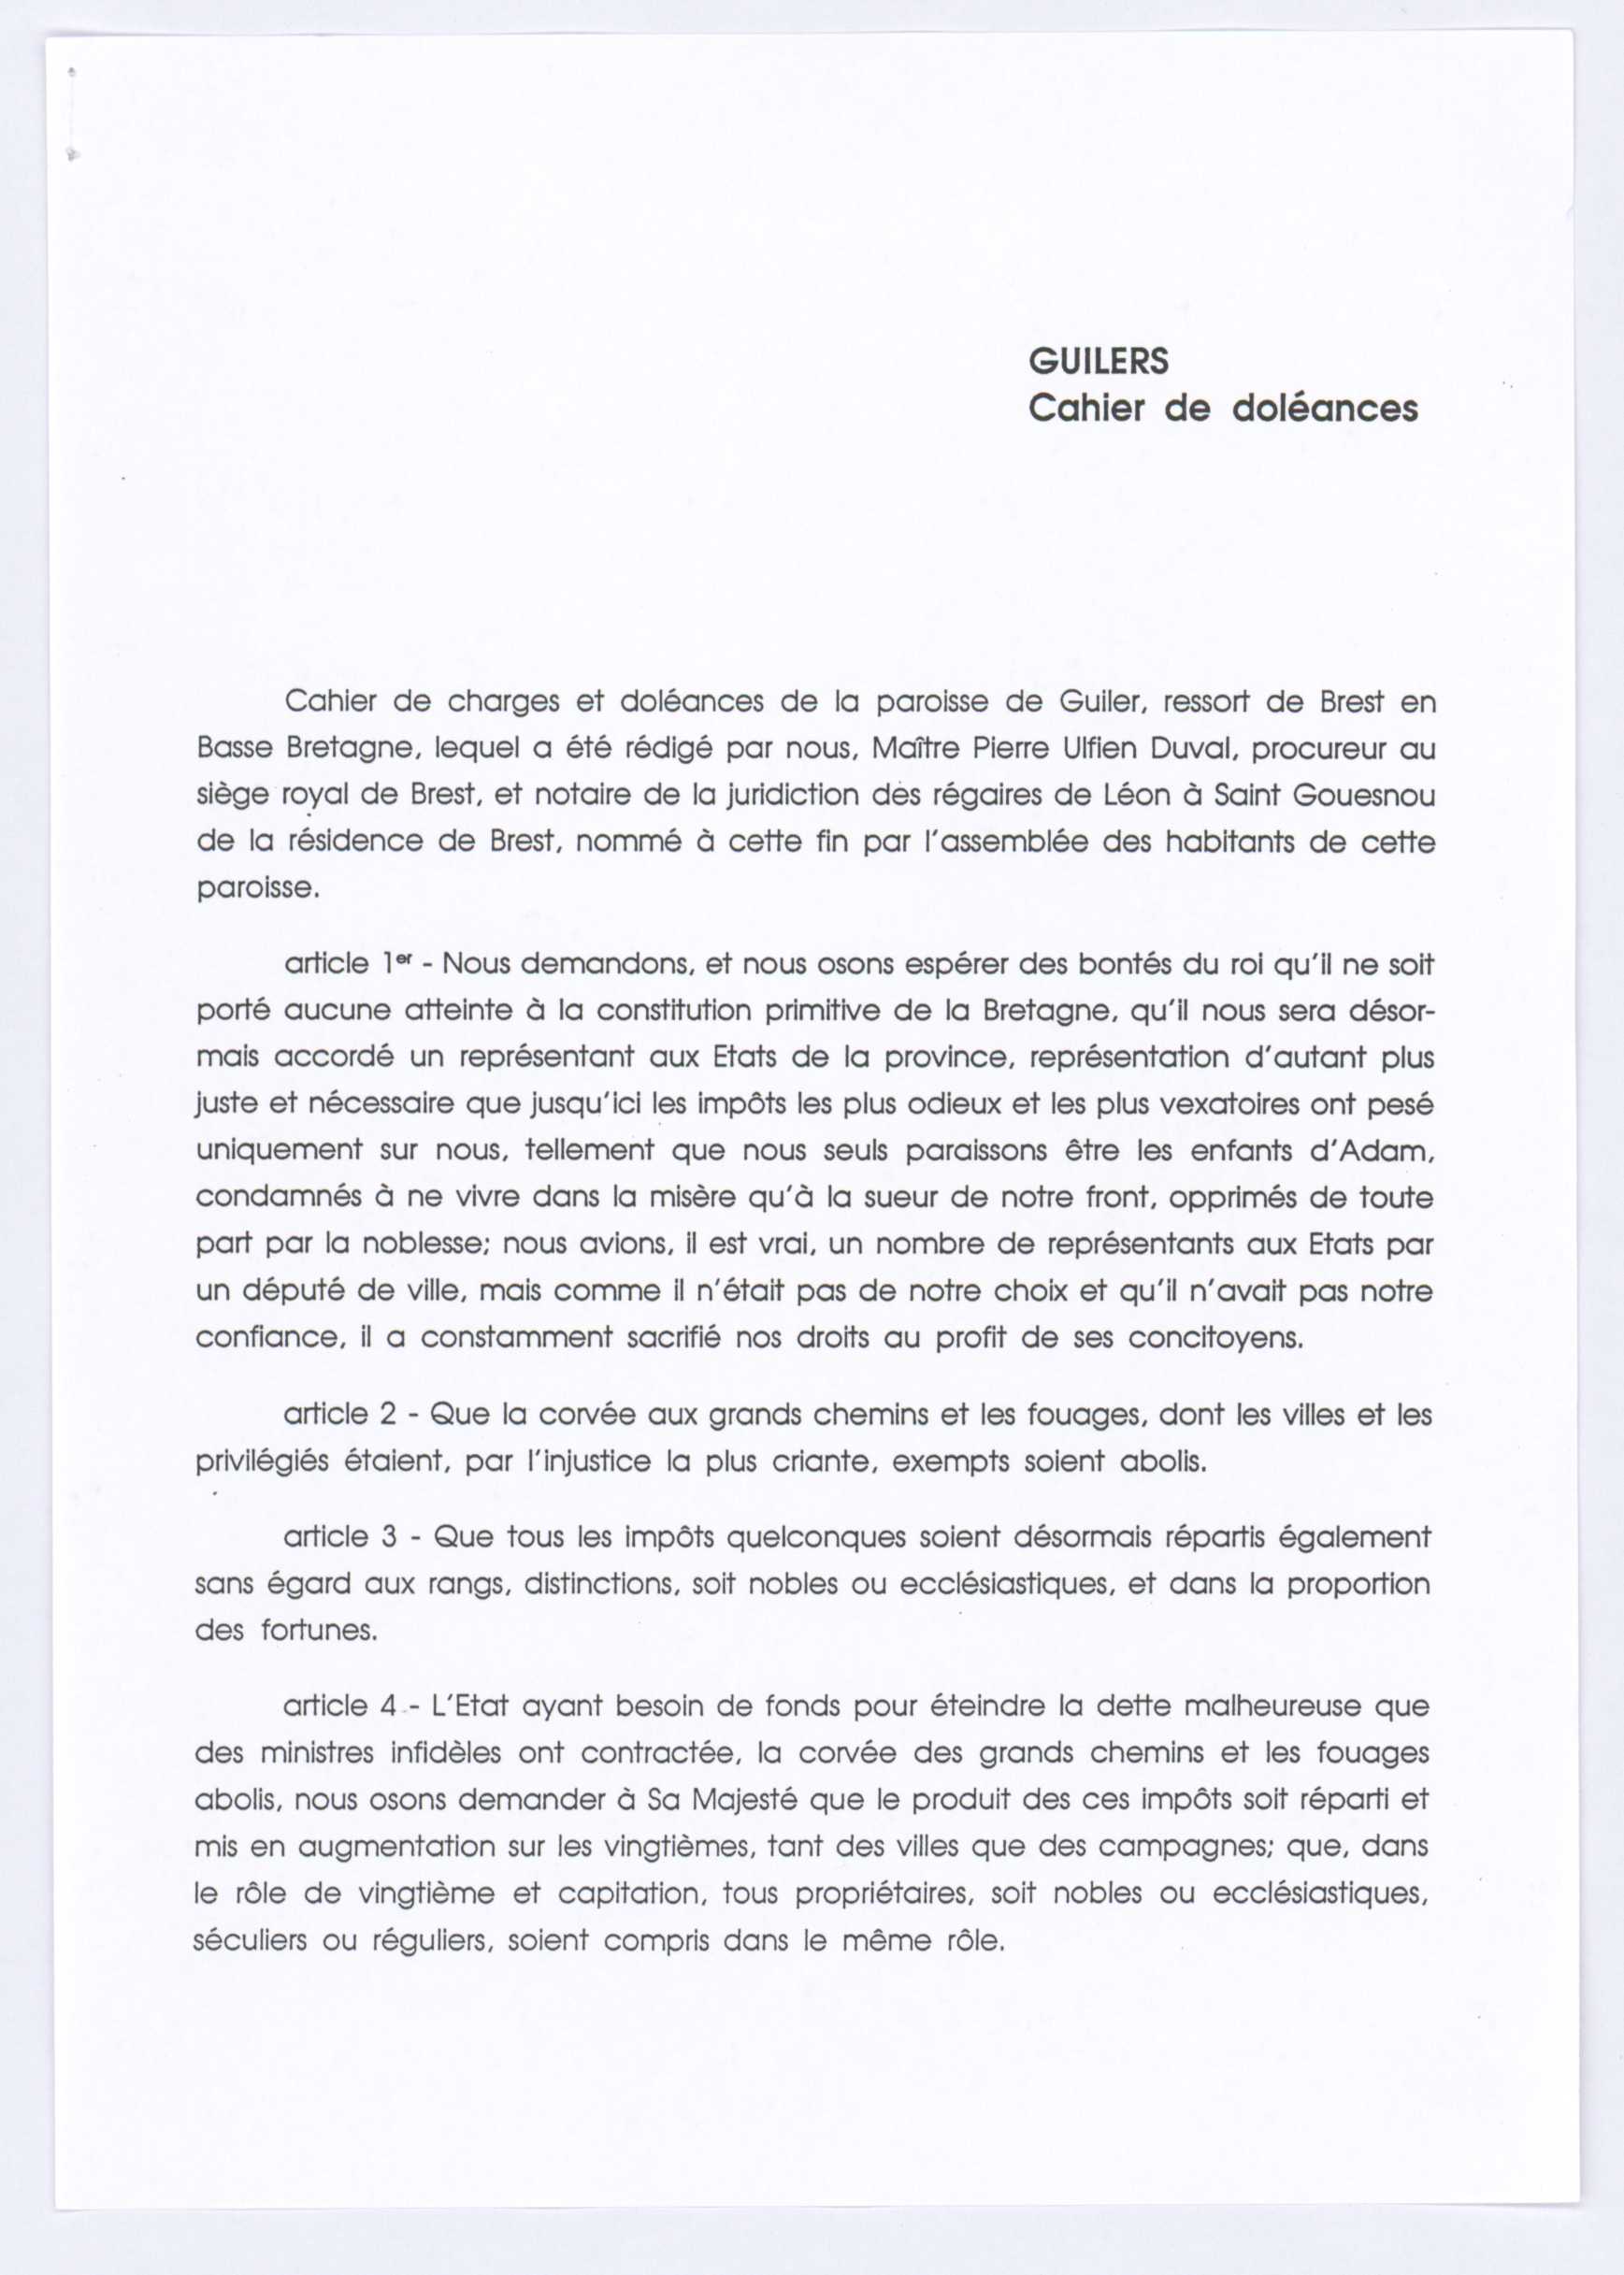 GUILERS
Cahier de doléances
Cahier de charges et doléances de la paroisse de Guiler, ressort de Brest en
Basse Bretagne, lequel a été rédigé par nous, Maître Pierre Ulfien Duval, procureur au
siège royal de Brest, et notaire de la juridiction des régaires de Léon à Saint Gouesnou
de la résidence de Brest, nommé à cette fin par l'assemblée des habitants de cette
paroisse.
article 1er - Nous demandons, et nous osons espérer des bontés du roi qu'il ne soit
porté aucune atteinte à la constitution primitive de la Bretagne, qu'il nous sera désor-
mais accordé un représentant aux Etats de la province, représentation d'autant plus
juste et nécessaire que jusqu'ici les impôts les plus odieux et les plus vexatoires ont pesé
uniquement sur nous, tellement que nous seuls paraissons être les enfants d'Adam,
condamnés à ne vivre dans la misère qu'à la sueur de notre front, opprimés de toute
part par la noblesse; nous avions, il est vrai, un nombre de représentants aux Etats par
un député de ville, mais comme il n'était pas de notre choix et qu'il n'avait pas notre
confiance, il a constamment sacrifié nos droits au profit de ses concitoyens.
article 2 - Que la corvée aux grands chemins et les fouages, dont les villes et les
privilégiés étaient, par l'injustice la plus criante, exempts soient abolis.
article 3 - Que tous les impôts quelconques soient désormais répartis également
sans égard aux rangs, distinctions, soit nobles ou ecclésiastiques, et dans la proportion
des fortunes.
article 4 - L'Etat ayant besoin de fonds pour éteindre la dette malheureuse que
des ministres infidèles ont contractée, la corvée des grands chemins et les fouages
abolis, nous osons demander à Sa Majesté que le produit des ces impôts soit réparti et
mis en augmentation sur les vingtièmes, tant des villes que des campagnes; que, dans
le rôle de vingtième et capitation, tous propriétaires, soit nobles ou ecclésiastiques,
séculiers ou réguliers, soient compris dans le même rôle.